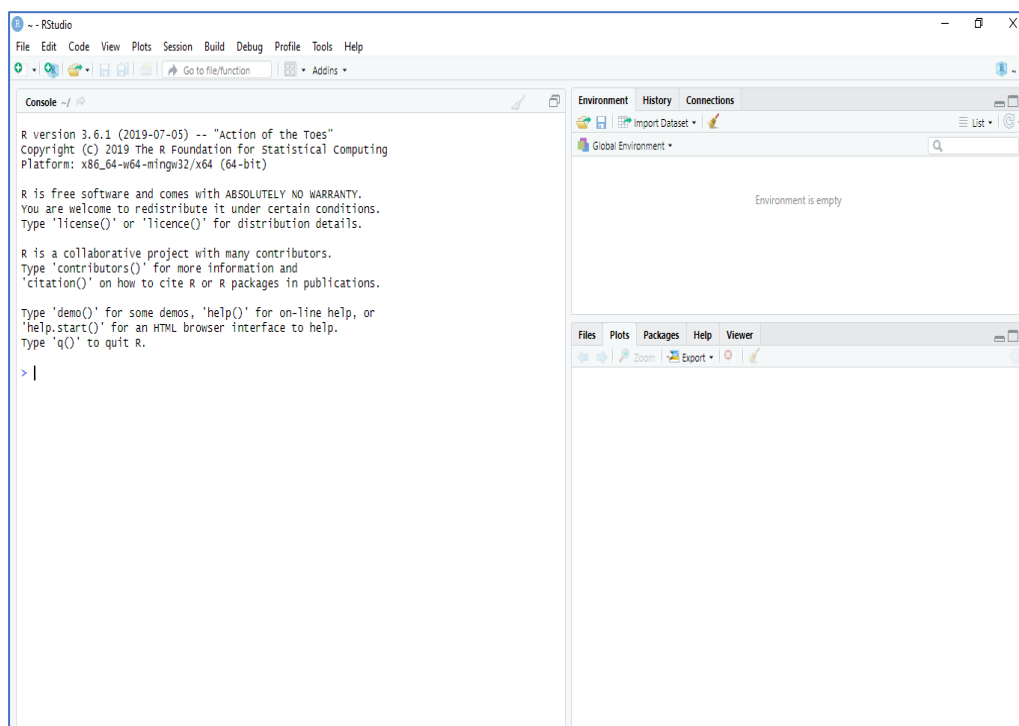 ~ - RStudio
File Edit Code View Plots Session Build Debug Profile Tools Help
Go to file/function Addins
Console ~/
R version 3.6.1 (2019-07-05) -- "Action of the Toes"
Copyright (C) 2019 The R Foundation for Statistical Computing
Platform: x86_64-w64-mingw32/x64 (64-bit)
R is free software and comes with ABSOLUTELY NO WARRANTY.
You are welcome to redistribute it under certain conditions.
Type 'license()' or 'licence()' for distribution details.
R is a collaborative project with many contributors.
Type 'contributors()' for more information and
'citation()' on how to cite R or R packages in publications.
Type 'demo()' for some demos, 'help()' for on-line help, or
'help.start()' for an HTML browser interface to help.
Type 'q()' to quit R.
>
Environment History Connections
Import Dataset List
Global Environment
Environment is empty
Files Plots Packages Help Viewer
Zoom Export